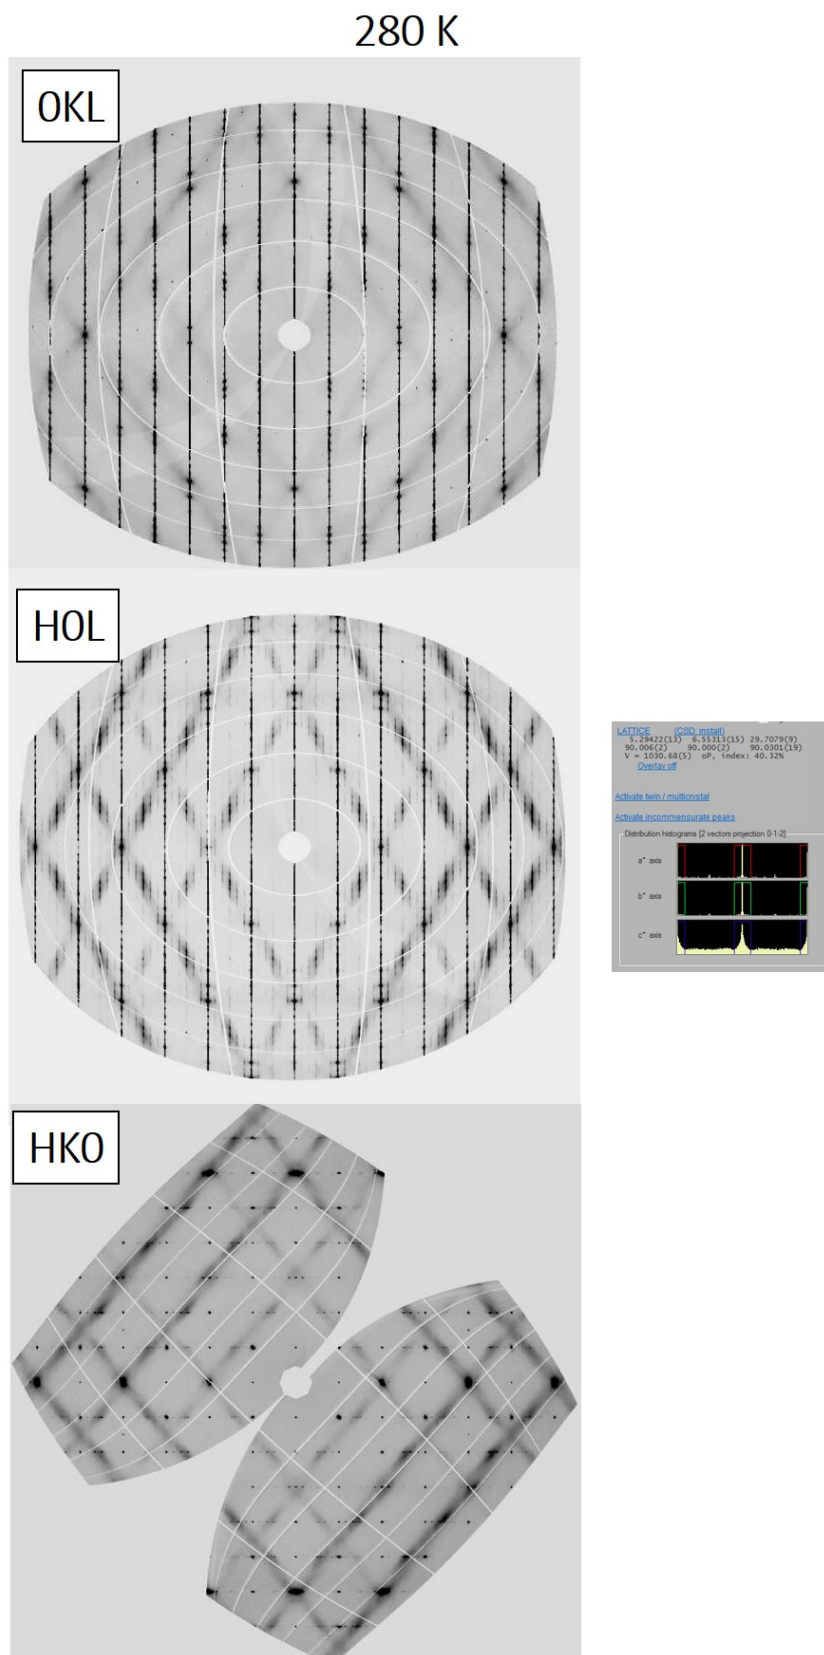 280 K
0KL
H0L
LATTICE (CSD: install)
5.29422(13) 6.55313(15) 29.7079(9)
90.006(2) 90.000(2) 90.0301(19)
V = 1030.68(5) oP, index: 40.32%
Overlay off
Activate twin / multicrystal
Activate incommensurate peaks
Distribution histograms [2 vectors projection 0-1-2]
a* axis
b* axis
c* axis
HK0